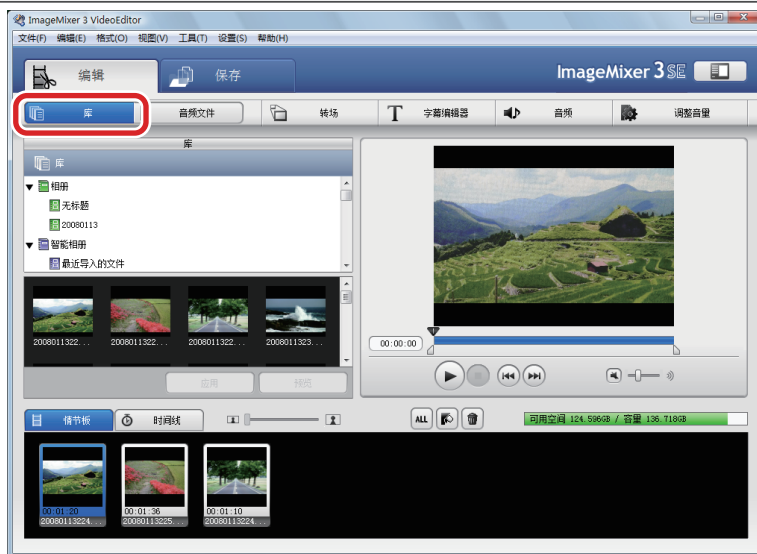 ImageMixer 3 VideoEditor
文件(F) 编辑(E) 格式(O) 视图(V) 工具(T) 设置(S) 帮助(H)
编辑 保存 ImageMixer 3 SE
库 音频文件 转场 T 字幕编辑器 音频 调整音量
库
库
相册
无标题
20080113
智能相册
最近导入的文件
2008011322... 2008011322... 2008011322... 2008011323...
00:00:00
应用 预览
情节板 时间线 ALL 可用空间 124.596GB / 容量 136.718GB
00:01:20 00:01:36 00:01:10
20080113224... 20080113225... 20080113224...